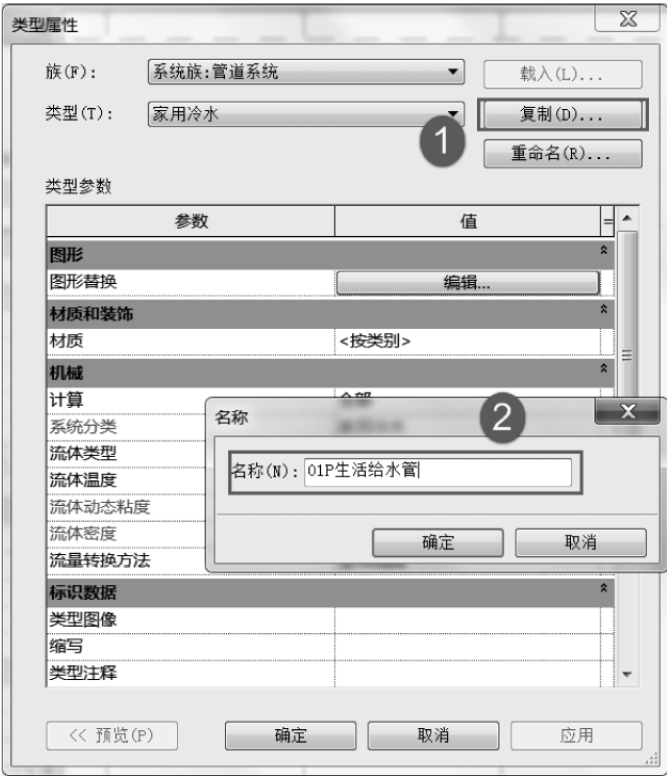 类型属性
族(F): 系统族:管道系统 载入(L)...
类型(T): 家用冷水 复制(D)...
1
重命名(R)...
类型参数
参数 值 =
图形
图形替换 编辑...
材质和装饰
材质 <按类别>
机械
计算 全部
系统分类
流体类型
流体温度
流体动态粘度
流体密度
流量转换方法
名称 2
名称(N): 01P生活给水管
确定 取消
标识数据
类型图像
缩写
类型注释
<< 预览(P) 确定 取消 应用